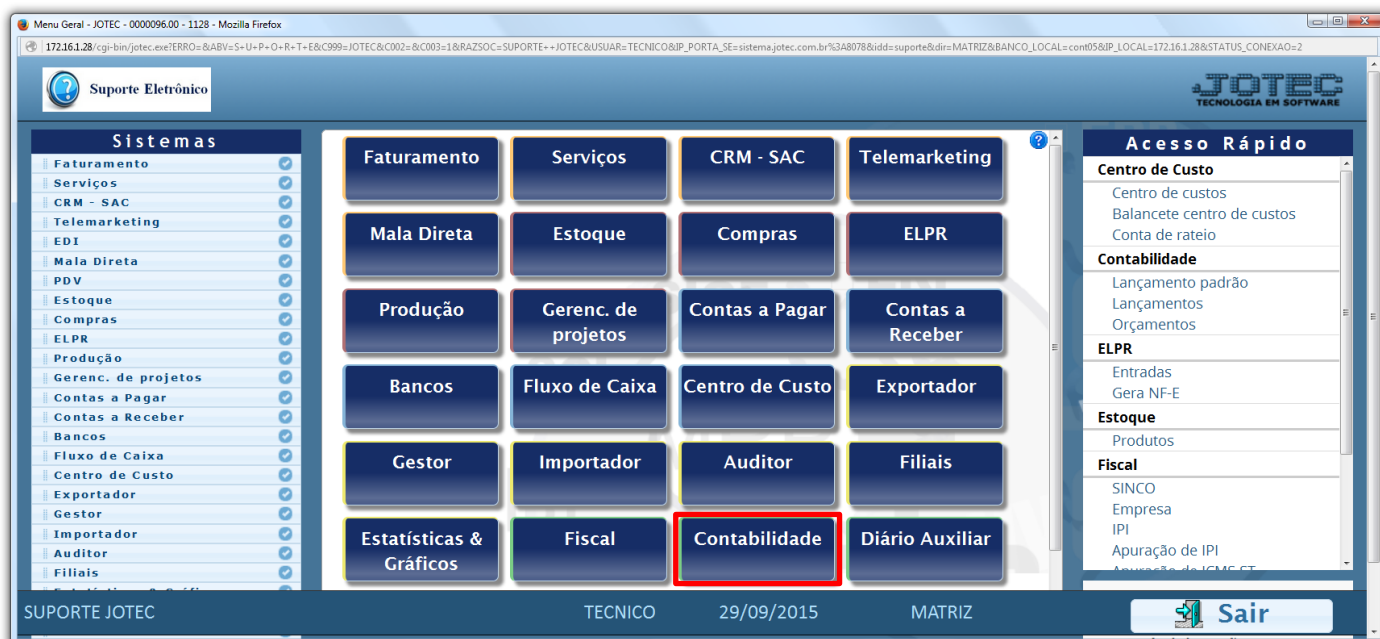 Menu Geral - JOTEC - 0000096.00 - 1128 - Mozilla Firefox
172.16.1.28/cgi-bin/jotec.exe?ERRO=&ABV=S+U+P+O+R+T+E&C999=JOTEC&C002=&C003=1&RAZSOC=SUPORTE++JOTEC&USUAR=TECNICO&IP_PORTA_SE=sistema.jotec.com.br%3A8078&idd=suporte&dir=MATRIZ&BANCO_LOCAL=cont05&IP_LOCAL=172.16.1.28&STATUS_CONEXAO=2
Suporte Eletrônico
JOTEC
TECNOLOGIA EM SOFTWARE
Sistemas
Faturamento
Serviços
CRM - SAC
Telemarketing
EDI
Mala Direta
PDV
Estoque
Compras
ELPR
Produção
Gerenc. de projetos
Contas a Pagar
Contas a Receber
Bancos
Fluxo de Caixa
Centro de Custo
Exportador
Gestor
Importador
Auditor
Filiais
Faturamento
Serviços
CRM - SAC
Telemarketing
Mala Direta
Estoque
Compras
ELPR
Produção
Gerenc. de
projetos
Contas a Pagar
Contas a
Receber
Bancos
Fluxo de Caixa
Centro de Custo
Exportador
Gestor
Importador
Auditor
Filiais
Estatísticas &
Gráficos
Fiscal
Contabilidade
Diário Auxiliar
Acesso Rápido
Centro de Custo
Centro de custos
Balancete centro de custos
Conta de rateio
Contabilidade
Lançamento padrão
Lançamentos
Orçamentos
ELPR
Entradas
Gera NF-E
Estoque
Produtos
Fiscal
SINCO
Empresa
IPI
Apuração de IPI
Apuração de ICMS ST
SUPORTE JOTEC
TECNICO
29/09/2015
MATRIZ
Sair